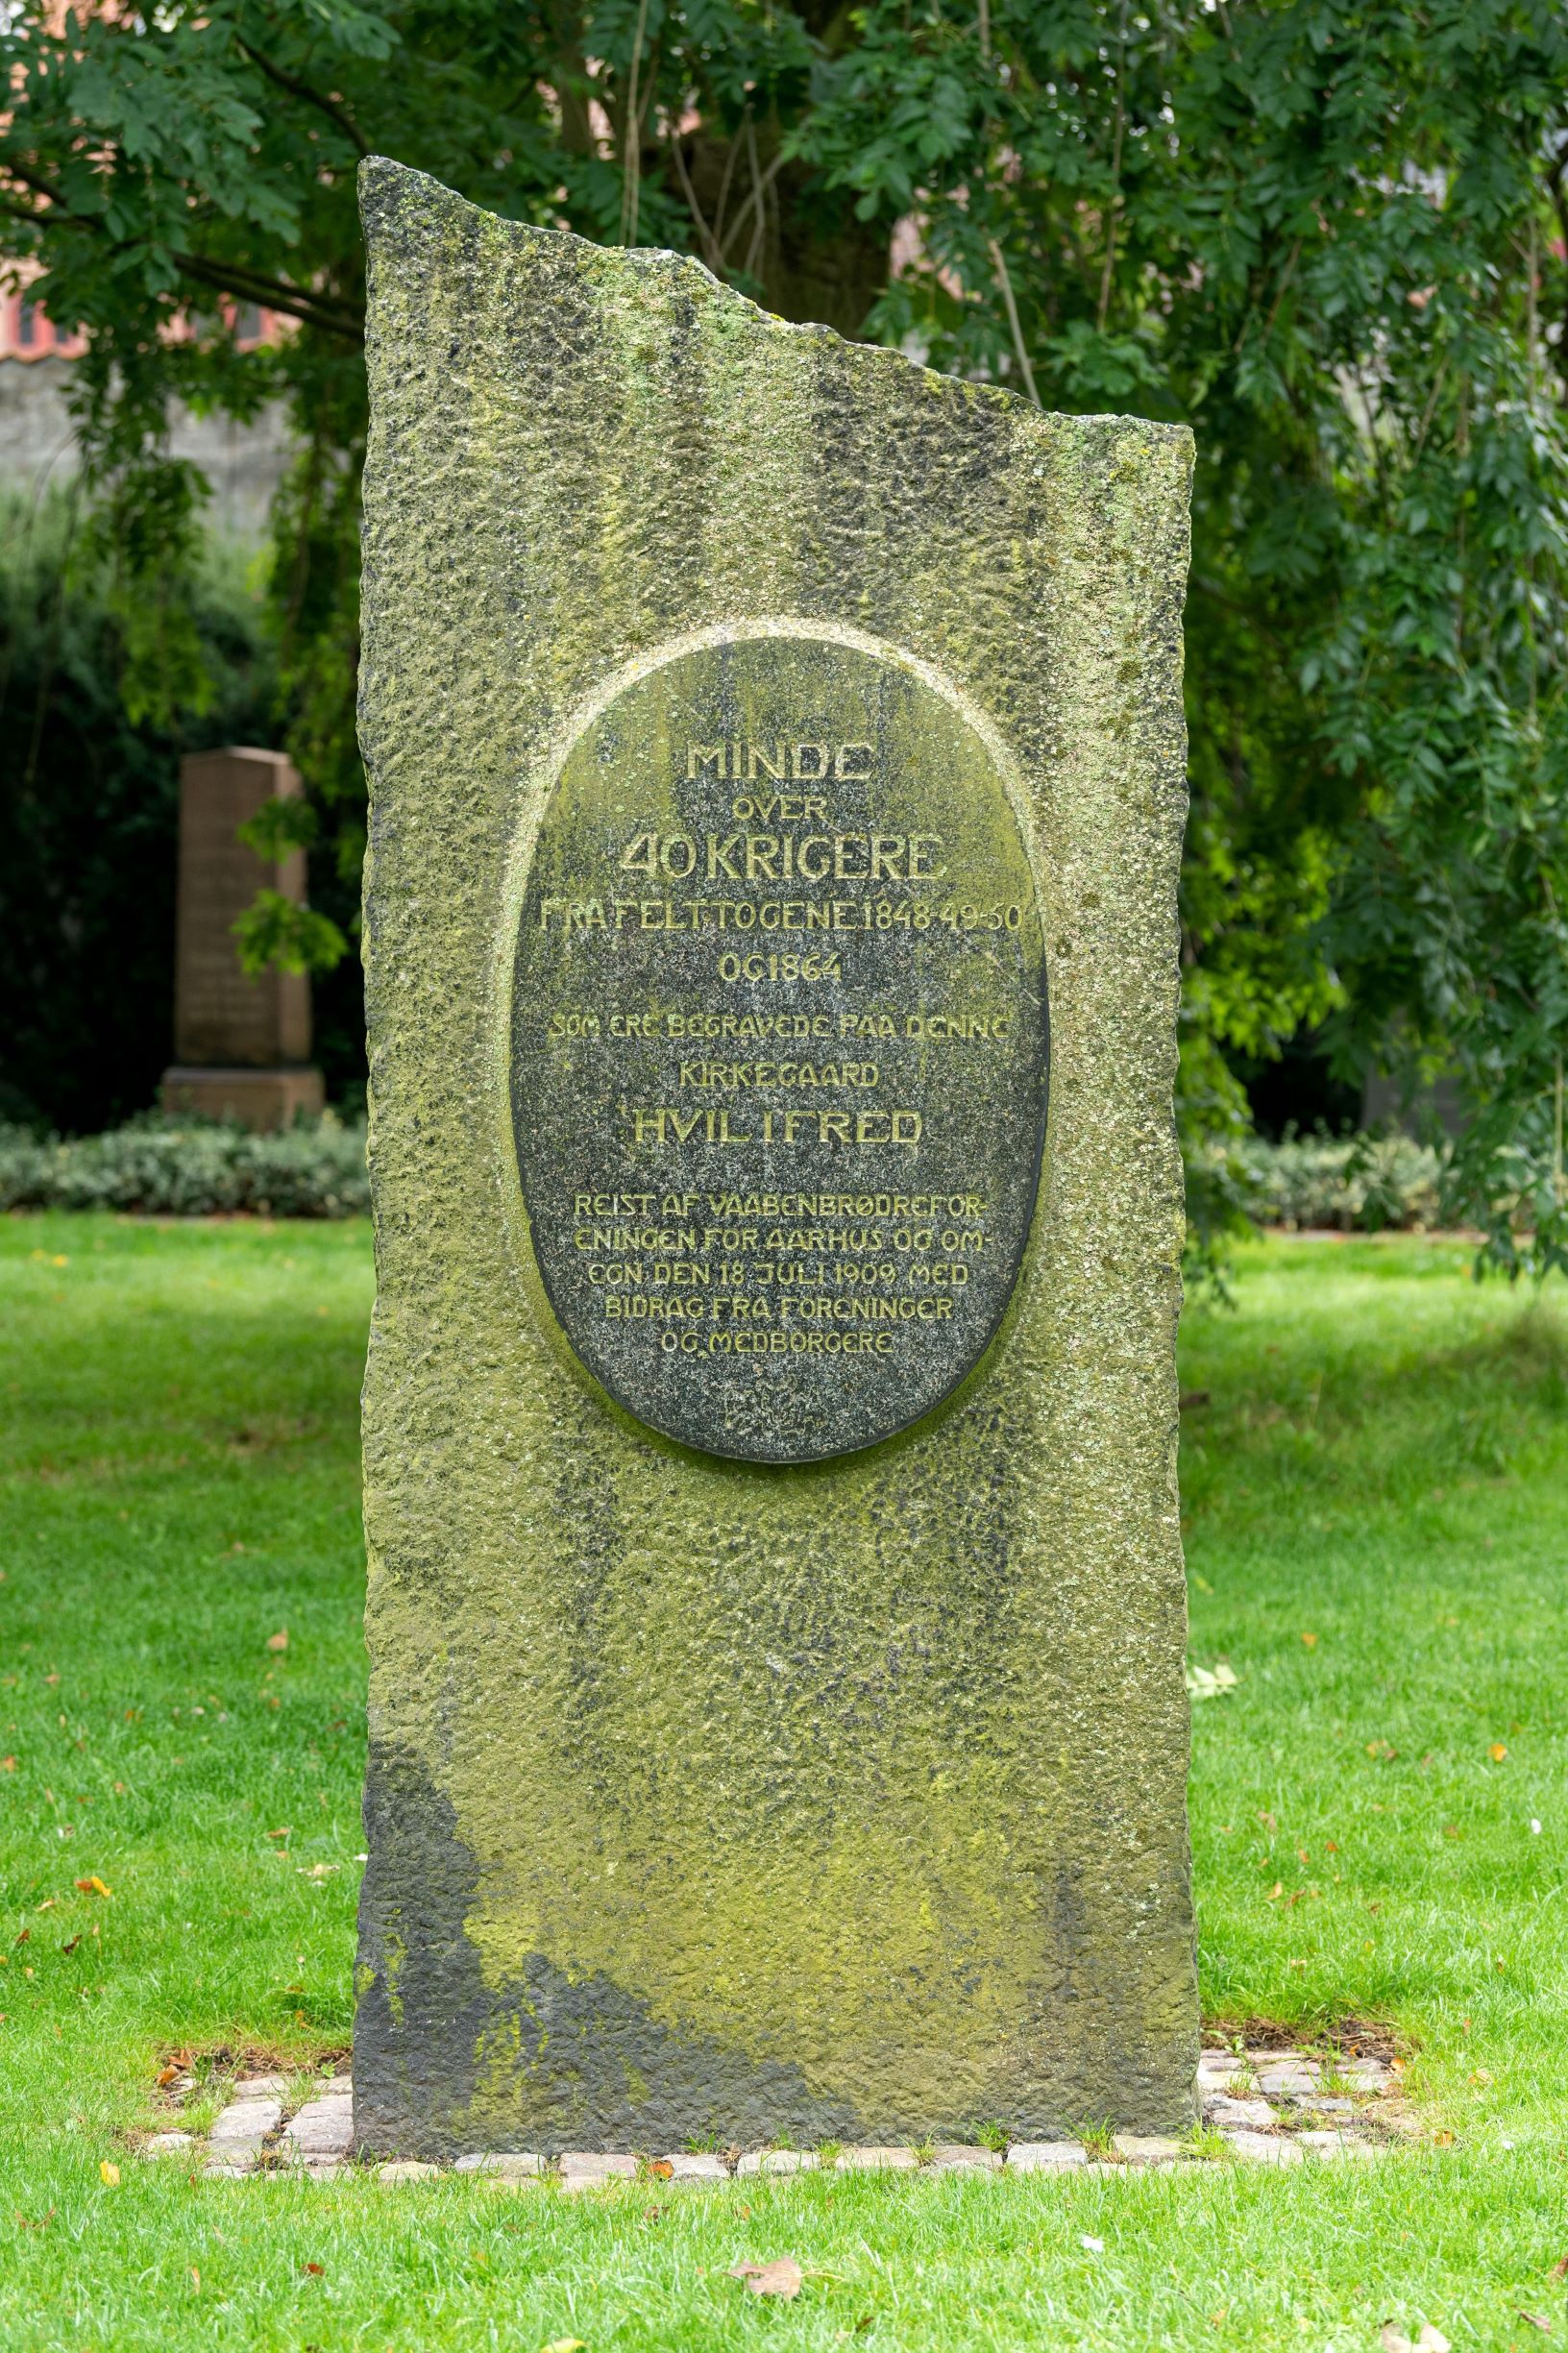 MINDE
OVER
40 KRIGERE
FRA FELTTOGENE 1848-49-50
OG 1864
SOM ERE BEGRAVEDE PAA DENNE
KIRKEGAARD
HVIL I FRED
REIST AF VAABENBRØDREFOR-
ENINGEN FOR AARHUS OG OM-
EGN DEN 18 JULI 1909 MED
BIDRAG FRA FORENINGER
OG MEDBORGERE